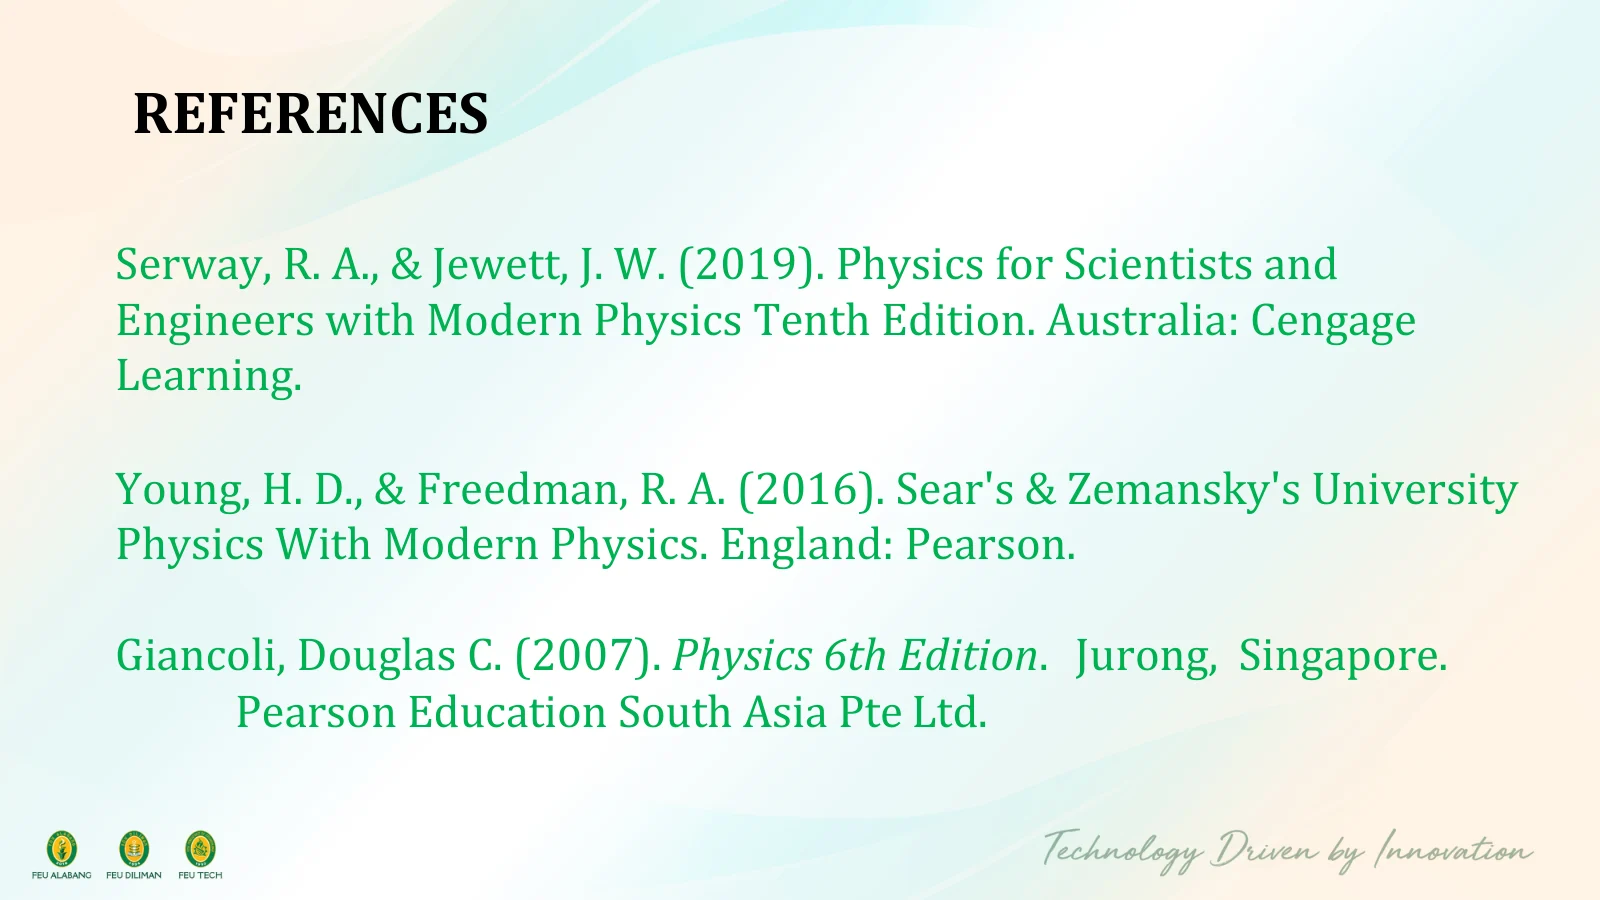 REFERENCES
Serway, R. A., & Jewett, J. W. (2019). Physics for Scientists and
Engineers with Modern Physics Tenth Edition. Australia: Cengage
Learning.
Young, H. D., & Freedman, R. A. (2016). Sear's & Zemansky's University
Physics With Modern Physics. England: Pearson.
Giancoli, Douglas C. (2007). Physics 6th Edition. Jurong, Singapore.
Pearson Education South Asia Pte Ltd.
FEU ALABANG FEU DILIMAN FEU TECH
Technology Driven by Innovation